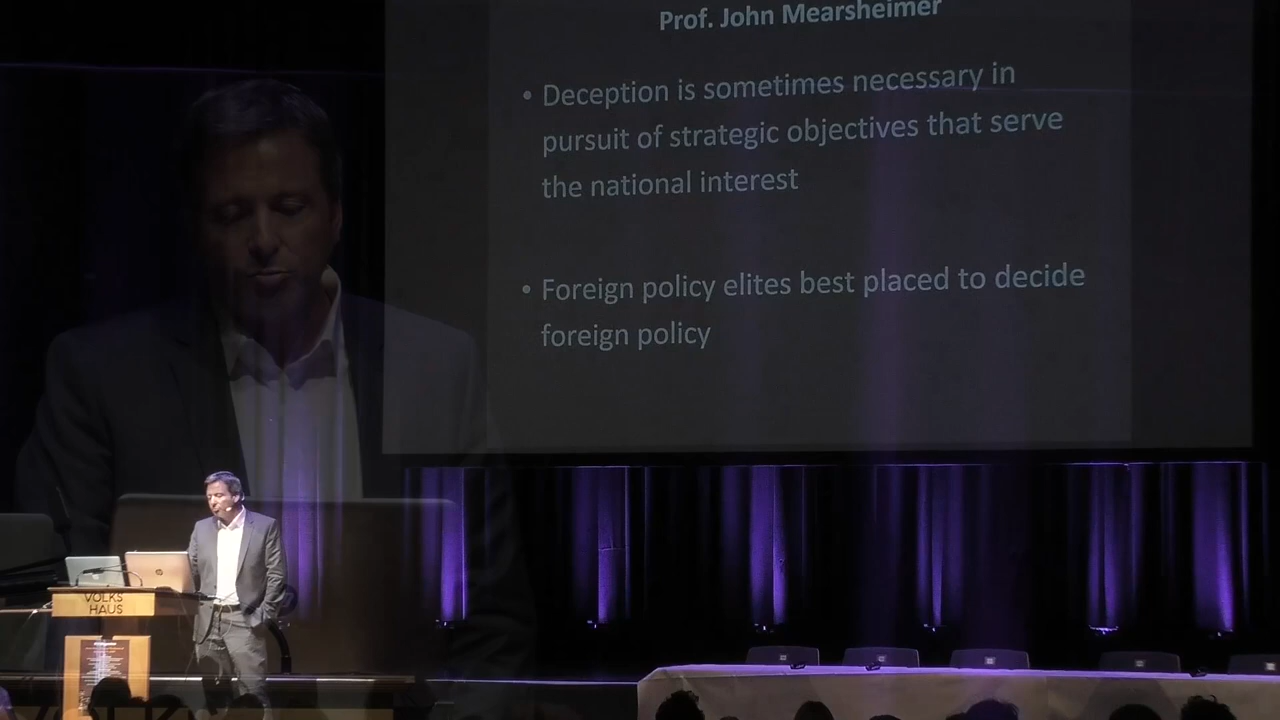 Prof. John Mearsheimer
• Deception is sometimes necessary in
pursuit of strategic objectives that serve
the national interest
• Foreign policy elites best placed to decide
foreign policy
VOLKS
HAUS